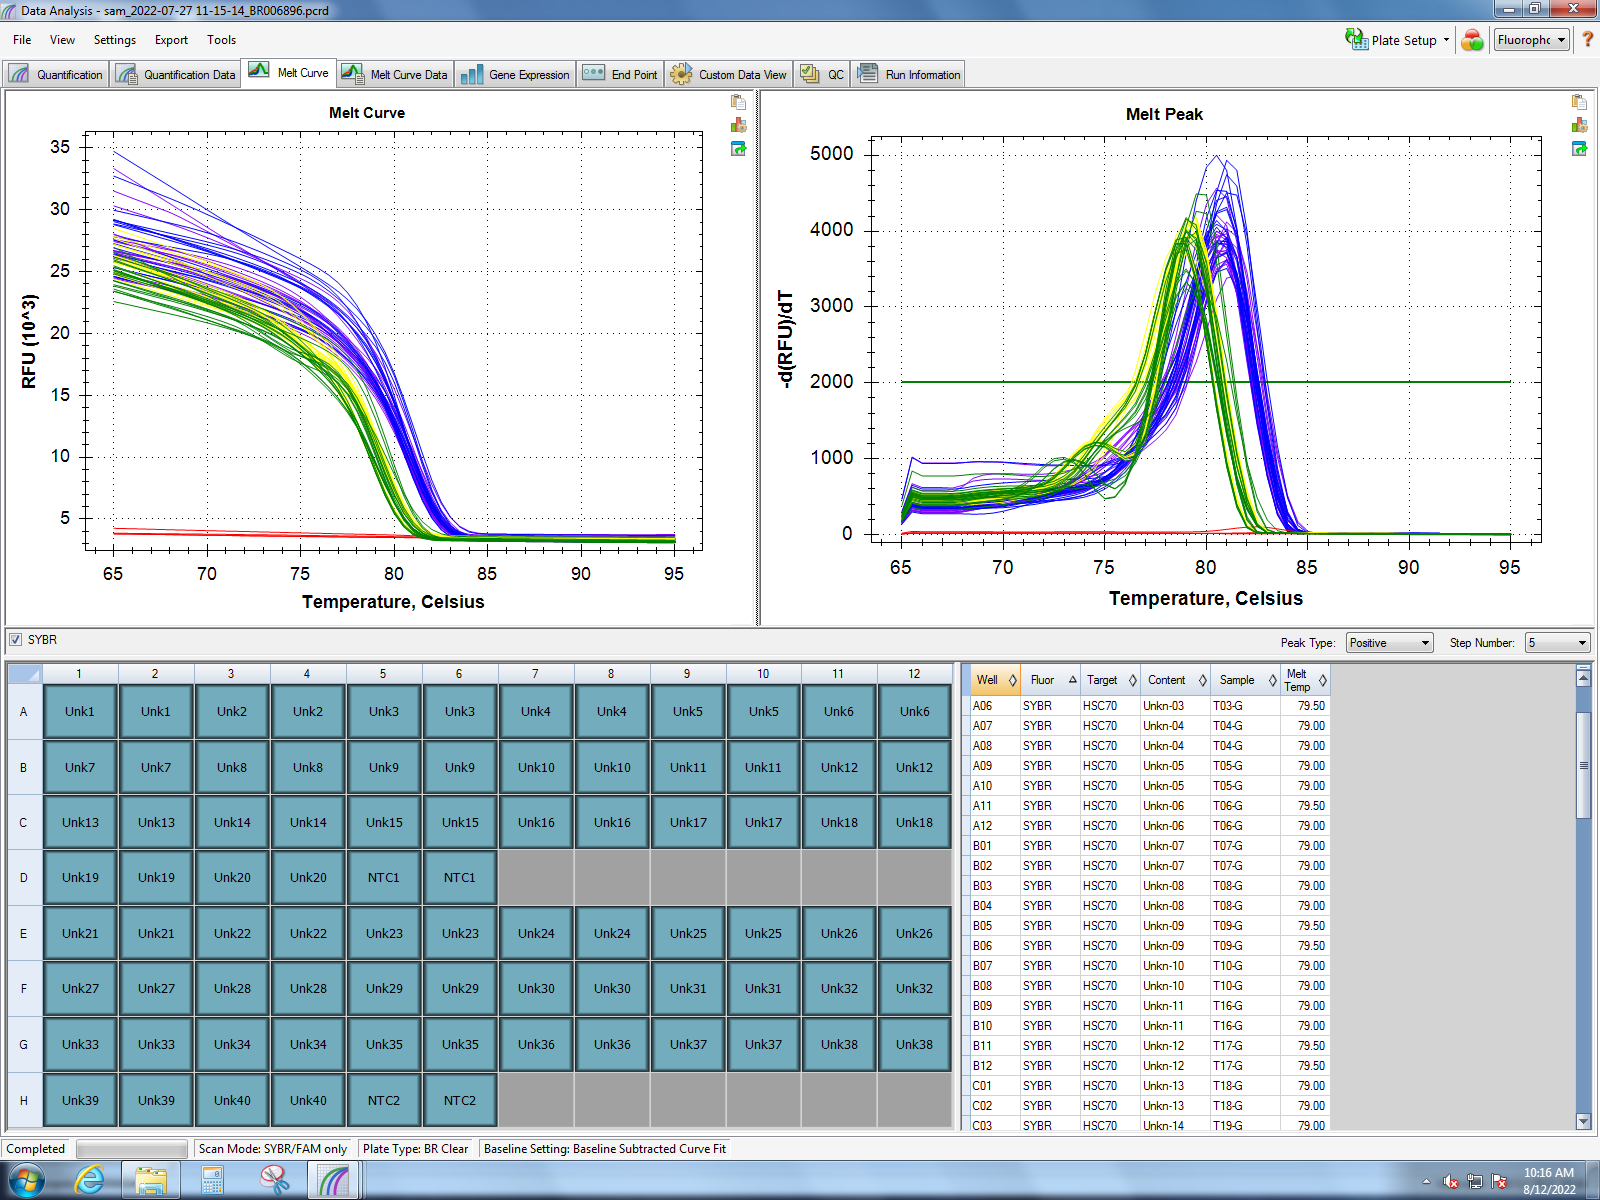 Data Analysis - sam_2022-07-27 11-15-14_BR006896.pcrd
File View Settings Export Tools
Plate Setup Fluoropho ?
Quantification Quantification Data Melt Curve Melt Curve Data Gene Expression End Point Custom Data View QC Run Information
Melt Curve
35
30
25
20
15
10
5
RFU (10^3)
65 70 75 80 85 90 95
Temperature, Celsius
Melt Peak
5000
4000
3000
2000
1000
0
-d(RFU)/dT
65 70 75 80 85 90 95
Temperature, Celsius
SYBR
Peak Type: Positive Step Number: 5
1 2 3 4 5 6 7 8 9 10 11 12
A Unk1 Unk1 Unk2 Unk2 Unk3 Unk3 Unk4 Unk4 Unk5 Unk5 Unk6 Unk6
B Unk7 Unk7 Unk8 Unk8 Unk9 Unk9 Unk10 Unk10 Unk11 Unk11 Unk12 Unk12
C Unk13 Unk13 Unk14 Unk14 Unk15 Unk15 Unk16 Unk16 Unk17 Unk17 Unk18 Unk18
D Unk19 Unk19 Unk20 Unk20 NTC1 NTC1
E Unk21 Unk21 Unk22 Unk22 Unk23 Unk23 Unk24 Unk24 Unk25 Unk25 Unk26 Unk26
F Unk27 Unk27 Unk28 Unk28 Unk29 Unk29 Unk30 Unk30 Unk31 Unk31 Unk32 Unk32
G Unk33 Unk33 Unk34 Unk34 Unk35 Unk35 Unk36 Unk36 Unk37 Unk37 Unk38 Unk38
H Unk39 Unk39 Unk40 Unk40 NTC2 NTC2
Well Fluor Target Content Sample Melt Temp
A06 SYBR HSC70 Unkn-03 T03-G 79.50
A07 SYBR HSC70 Unkn-04 T04-G 79.00
A08 SYBR HSC70 Unkn-04 T04-G 79.00
A09 SYBR HSC70 Unkn-05 T05-G 79.00
A10 SYBR HSC70 Unkn-05 T05-G 79.00
A11 SYBR HSC70 Unkn-06 T06-G 79.50
A12 SYBR HSC70 Unkn-06 T06-G 79.00
B01 SYBR HSC70 Unkn-07 T07-G 79.00
B02 SYBR HSC70 Unkn-07 T07-G 79.00
B03 SYBR HSC70 Unkn-08 T08-G 79.00
B04 SYBR HSC70 Unkn-08 T08-G 79.00
B05 SYBR HSC70 Unkn-09 T09-G 79.50
B06 SYBR HSC70 Unkn-09 T09-G 79.50
B07 SYBR HSC70 Unkn-10 T10-G 79.00
B08 SYBR HSC70 Unkn-10 T10-G 79.00
B09 SYBR HSC70 Unkn-11 T16-G 79.00
B10 SYBR HSC70 Unkn-11 T16-G 79.00
B11 SYBR HSC70 Unkn-12 T17-G 79.50
B12 SYBR HSC70 Unkn-12 T17-G 79.50
C01 SYBR HSC70 Unkn-13 T18-G 79.00
C02 SYBR HSC70 Unkn-13 T18-G 79.00
C03 SYBR HSC70 Unkn-14 T19-G 79.00
Completed Scan Mode: SYBR/FAM only Plate Type: BR Clear Baseline Setting: Baseline Subtracted Curve Fit
10:16 AM
8/12/2022